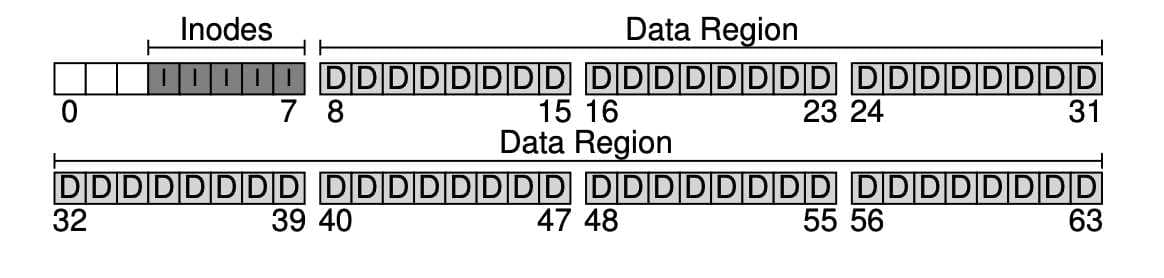 Inodes Data Region
I I I I I D D D D D D D D D D D D D D D D D D D D D D D D
0 7 8 15 16 23 24 31
Data Region
D D D D D D D D D D D D D D D D D D D D D D D D D D D D D D D D
32 39 40 47 48 55 56 63